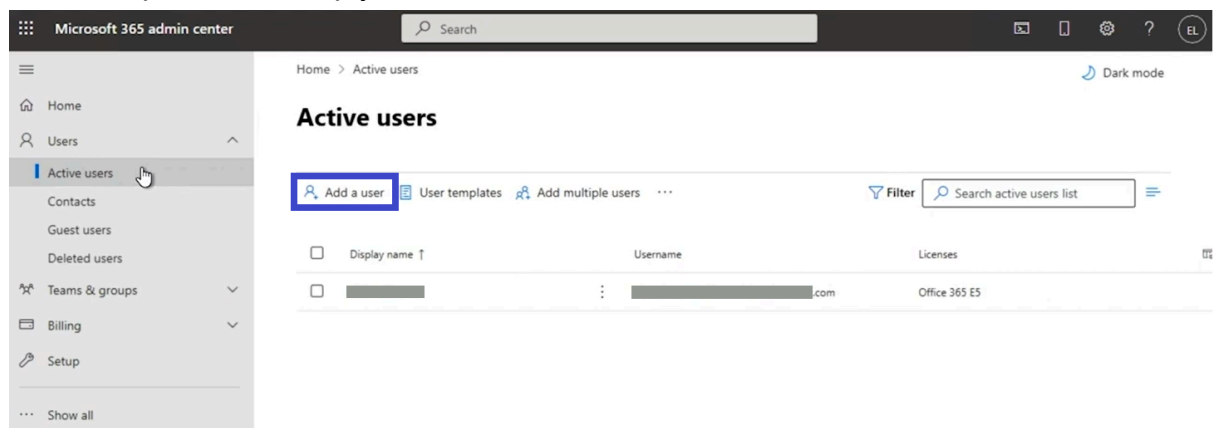 Microsoft 365 admin center
Search
EL
Home > Active users
Dark mode
Home
Active users
Users
Active users
Contacts
Guest users
Deleted users
Teams & groups
Billing
Setup
Show all
Add a user User templates Add multiple users ...
Filter Search active users list
Display name ↑ Username Licenses
.com Office 365 E5